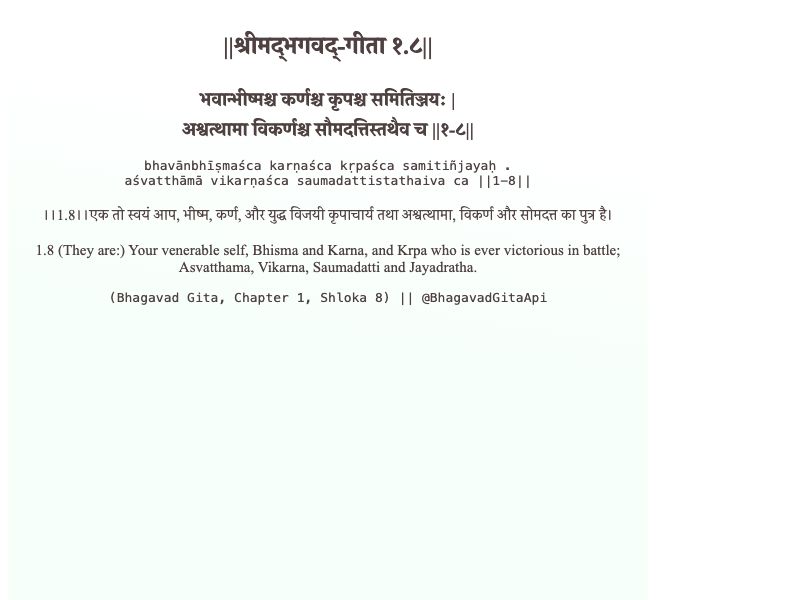 ||श्रीमद्‍भगवद्‍-गीता १.८||
भवान्भीष्मश्च कर्णश्च कृपश्च समितिञ्जयः |
अश्वत्थामा विकर्णश्च सौमदत्तिस्तथैव च ||१-८||
bhavānbhīṣmaśca karṇaśca kṛpaśca samitiñjayaḥ .
aśvatthāmā vikarṇaśca saumadattistathaiva ca ||1-8||
।।1.8।।एक तो स्वयं आप, भीष्म, कर्ण, और युद्ध विजयी कृपाचार्य तथा अश्वत्थामा, विकर्ण और सोमदत्त का पुत्र है।
1.8 (They are:) Your venerable self, Bhisma and Karna, and Krpa who is ever victorious in battle;
Asvatthama, Vikarna, Saumadatti and Jayadratha.
(Bhagavad Gita, Chapter 1, Shloka 8) || @BhagavadGitaApi